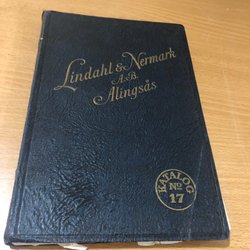 Lindahl & Nermark
A.-B.
Alingsås
KATALOG
No
17